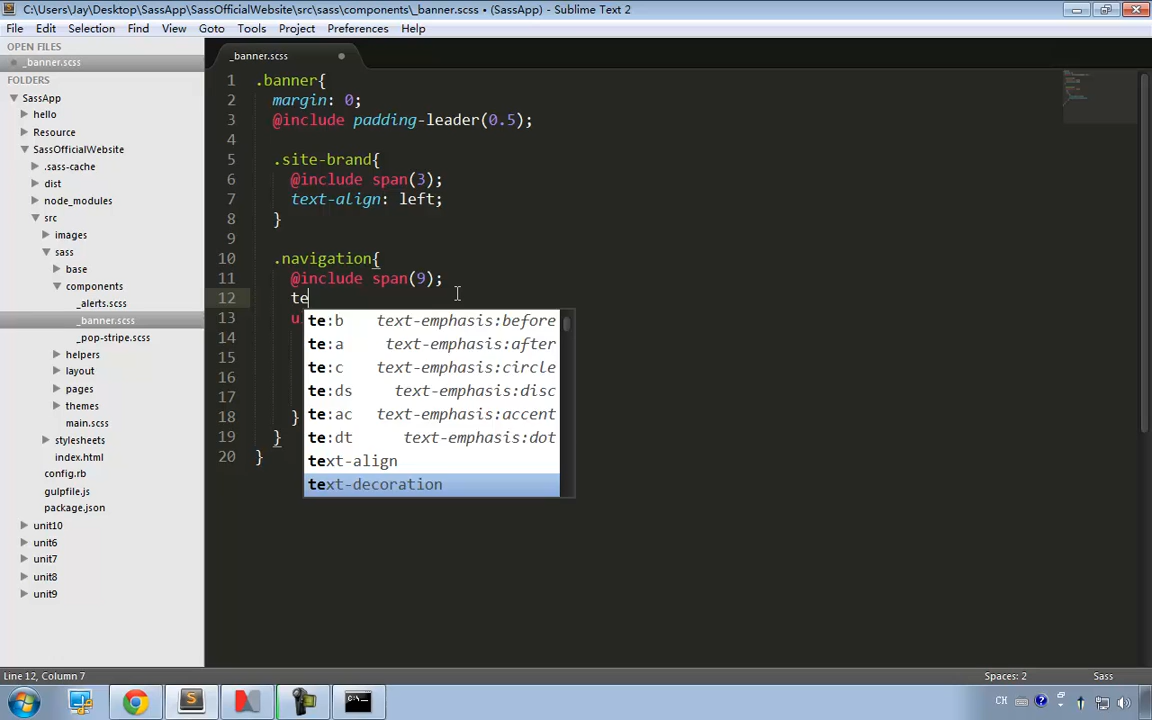 C:\Users\Jay\Desktop\SassApp\SassOfficialWebsite\src\sass\components\_banner.scss • (SassApp) - Sublime Text 2
File Edit Selection Find View Goto Tools Project Preferences Help
OPEN FILES
_banner.scss
FOLDERS
SassApp
hello
Resource
SassOfficialWebsite
.sass-cache
dist
node_modules
src
images
sass
base
components
_alerts.scss
_banner.scss
_pop-stripe.scss
helpers
layout
pages
themes
main.scss
stylesheets
index.html
config.rb
gulpfile.js
package.json
unit10
unit6
unit7
unit8
unit9
_banner.scss
1 .banner{
2 margin: 0;
3 @include padding-leader(0.5);
4
5 .site-brand{
6 @include span(3);
7 text-align: left;
8 }
9
10 .navigation{
11 @include span(9);
12 te
13 u
14
15
16
17
18 }
19 }
20 }
te:b text-emphasis:before
te:a text-emphasis:after
te:c text-emphasis:circle
te:ds text-emphasis:disc
te:ac text-emphasis:accent
te:dt text-emphasis:dot
text-align
text-decoration
Line 12, Column 7 Spaces: 2 Sass
CH